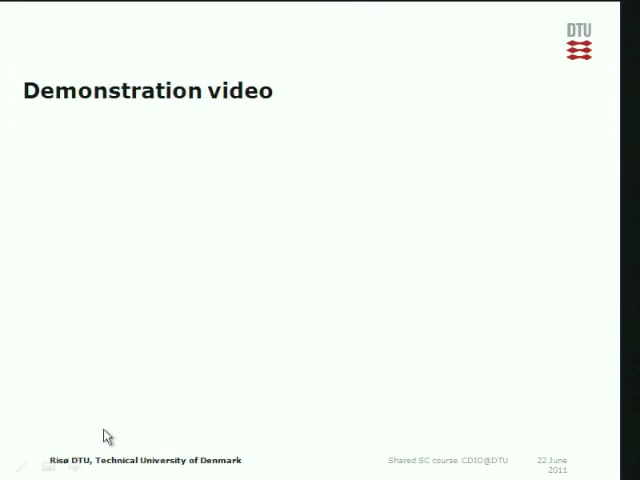 DTU
Demonstration video
Risø DTU, Technical University of Denmark
Shared SC course CDIO@DTU
22 June
2011